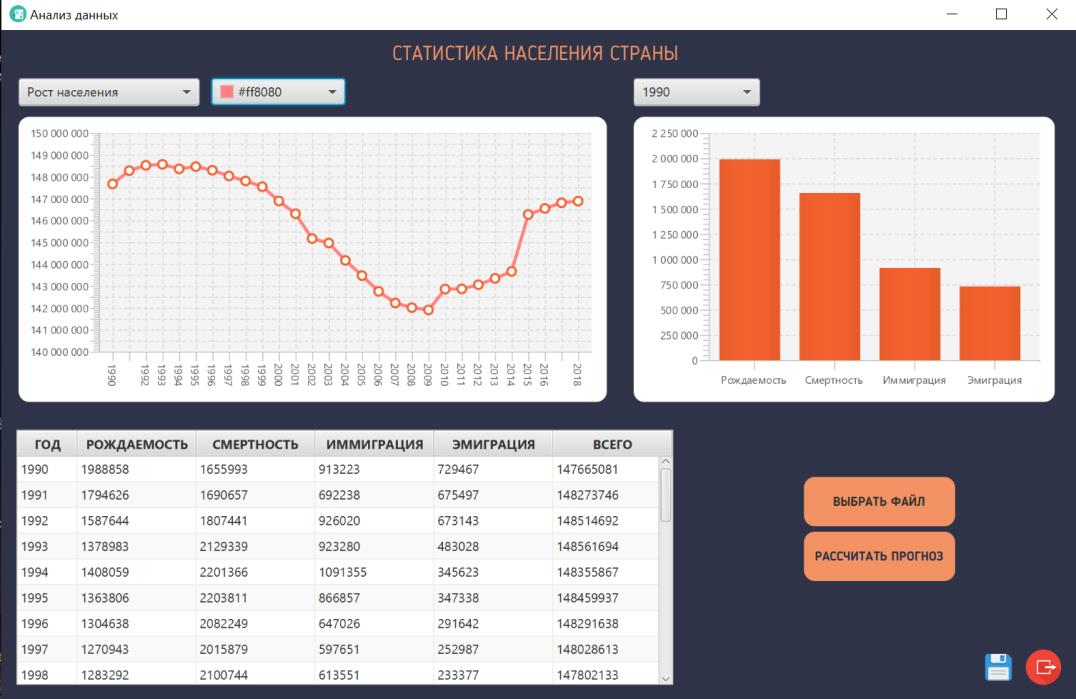 Анализ данных
СТАТИСТИКА НАСЕЛЕНИЯ СТРАНЫ
Рост населения
#ff8080
1990
150 000 000
149 000 000
148 000 000
147 000 000
146 000 000
145 000 000
144 000 000
143 000 000
142 000 000
141 000 000
140 000 000
1990 1992 1993 1994 1995 1996 1997 1998 1999 2000 2001 2002 2003 2004 2005 2006 2007 2008 2009 2010 2011 2012 2013 2014 2015 2016 2018
2 250 000
2 000 000
1 750 000
1 500 000
1 250 000
1 000 000
750 000
500 000
250 000
0
Рождаемость Смертность Иммиграция Эмиграция
ГОД РОЖДАЕМОСТЬ СМЕРТНОСТЬ ИММИГРАЦИЯ ЭМИГРАЦИЯ ВСЕГО
1990 1988858 1655993 913223 729467 147665081
1991 1794626 1690657 692238 675497 148273746
1992 1587644 1807441 926020 673143 148514692
1993 1378983 2129339 923280 483028 148561694
1994 1408059 2201366 1091355 345623 148355867
1995 1363806 2203811 866857 347338 148459937
1996 1304638 2082249 647026 291642 148291638
1997 1270943 2015879 597651 252987 148028613
1998 1283292 2100744 613551 233377 147802133
ВЫБРАТЬ ФАЙЛ
РАССЧИТАТЬ ПРОГНОЗ